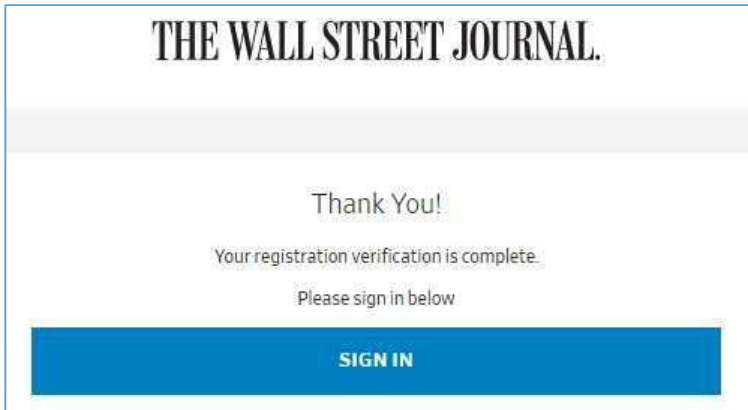 THE WALL STREET JOURNAL.
Thank You!
Your registration verification is complete.
Please sign in below
SIGN IN